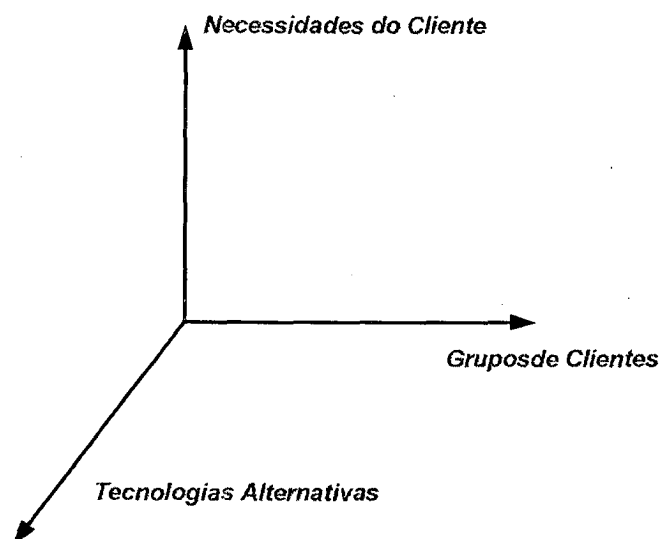 Necessidades do Cliente
Gruposde Clientes
Tecnologias Alternativas